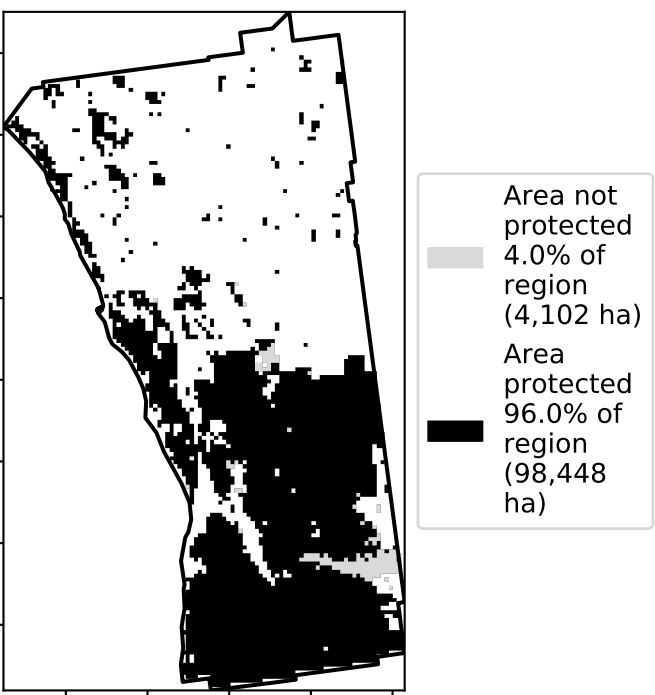 Area not
protected
4.0% of
region
(4,102 ha)
Area
protected
96.0% of
region
(98,448
ha)